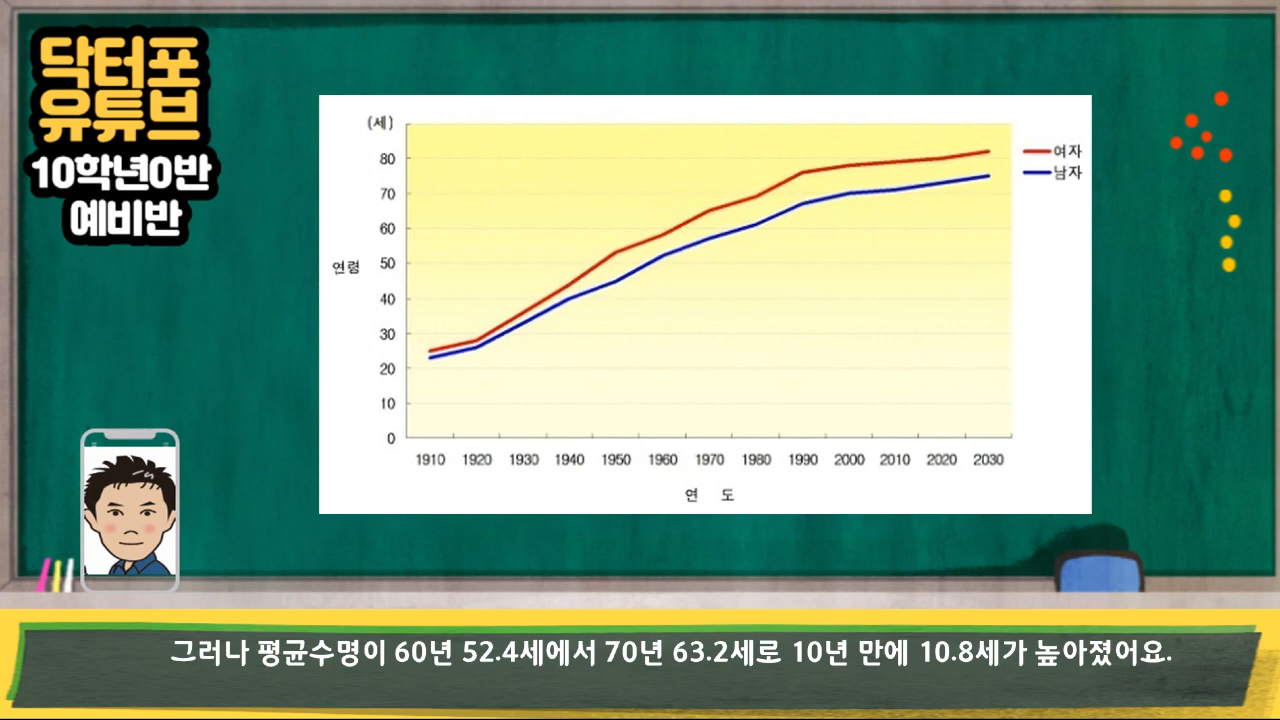 닥터포
유튜브
10학년0반
예비반
(세)
80
70
60
50
40
30
20
10
0
연령
1910 1920 1930 1940 1950 1960 1970 1980 1990 2000 2010 2020 2030
연 도
여자
남자
그러나 평균수명이 60년 52.4세에서 70년 63.2세로 10년 만에 10.8세가 높아졌어요.